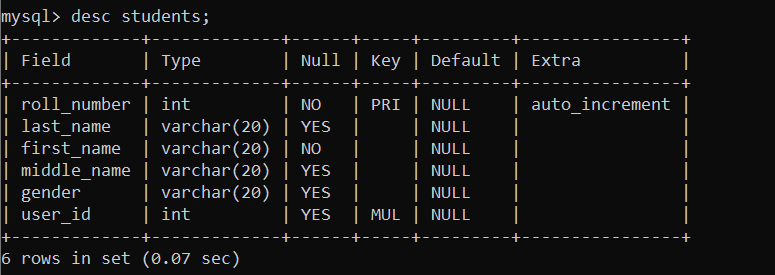 mysql> desc students;
+-------------+-------------+------+-----+---------+----------------+
| Field       | Type        | Null | Key | Default | Extra          |
+-------------+-------------+------+-----+---------+----------------+
| roll_number | int         | NO   | PRI | NULL    | auto_increment |
| last_name   | varchar(20) | YES  |     | NULL    |                |
| first_name  | varchar(20) | NO   |     | NULL    |                |
| middle_name | varchar(20) | YES  |     | NULL    |                |
| gender      | varchar(20) | YES  |     | NULL    |                |
| user_id     | int         | YES  | MUL | NULL    |                |
+-------------+-------------+------+-----+---------+----------------+
6 rows in set (0.07 sec)